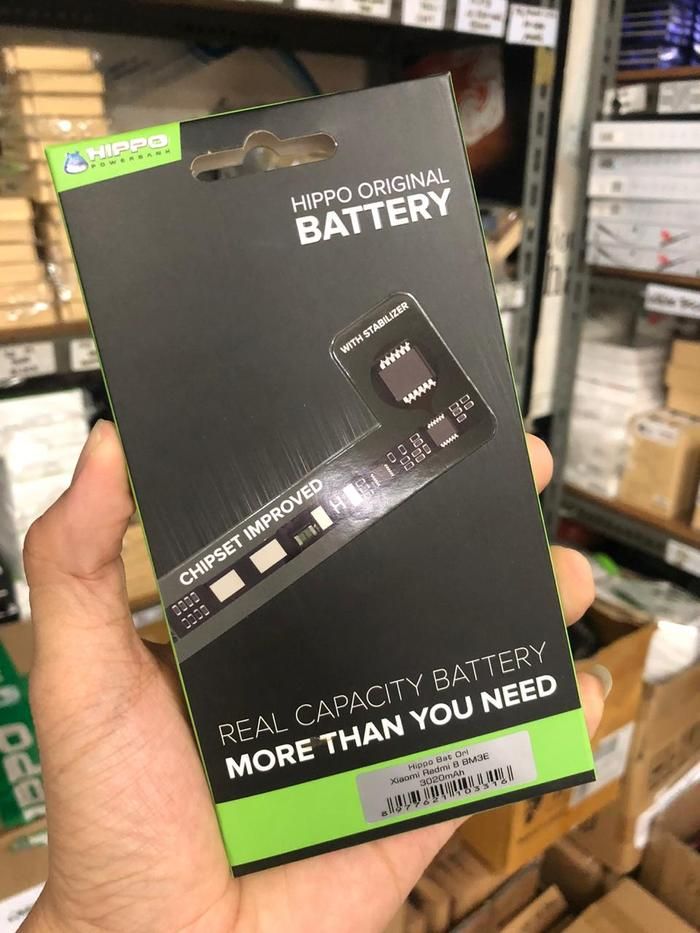 HIPPO
POWERBANK
HIPPO ORIGINAL
BATTERY
WITH STABILIZER
CHIPSET IMPROVED
REAL CAPACITY BATTERY
MORE THAN YOU NEED
Hippo Bat Ori
Xiaomi Redmi 8 BM3E
3020mAh
8977621103316